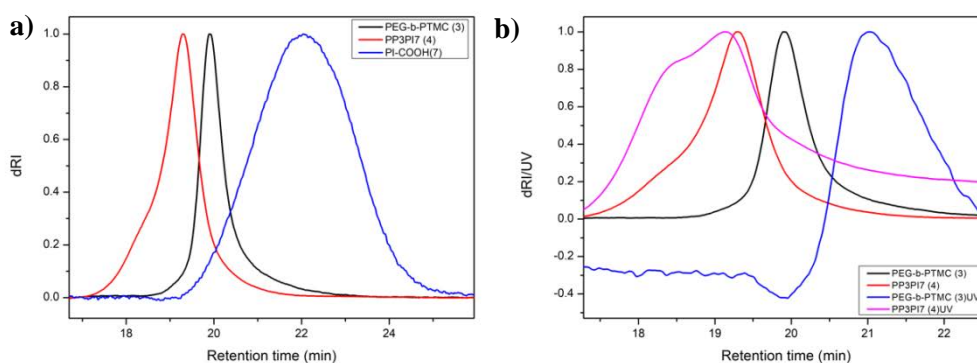 a)
PEG-b-PTMC (3)
PP3PI7 (4)
PI-COOH(7)
1.0
0.8
0.6
0.4
0.2
0.0
dRI
18
20
22
24
Retention time (min)
b)
1.0
0.8
0.6
0.4
0.2
0.0
-0.2
-0.4
dRI/UV
PEG-b-PTMC (3)
PP3PI7 (4)
PEG-b-PTMC (3)UV
PP3PI7 (4)UV
18
19
20
21
22
Retention time (min)